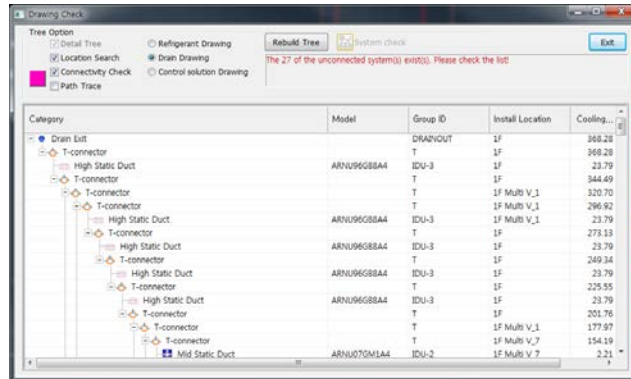 Drawing Check
Tree Option
Detail Tree
Refrigerant Drawing
Rebuild Tree
System check
Exit
Location Search
Drain Drawing
The 27 of the unconnected system(s) exist(s). Please check the list!
Connectivity Check
Control solution Drawing
Path Trace
Category Model Group ID Install Location Cooling...
Drain Exit DRAINOUT 1F 368.28
T-connector T 1F 368.28
High Static Duct ARNU96GB8A4 IDU-3 1F 23.79
T-connector T 1F 344.49
T-connector T 1F Multi V_1 320.70
T-connector T 1F Multi V_1 296.92
High Static Duct ARNU96GB8A4 IDU-3 1F Multi V_1 23.79
T-connector T 1F 273.13
High Static Duct ARNU96GB8A4 IDU-3 1F 23.79
T-connector T 1F 249.34
High Static Duct ARNU96GB8A4 IDU-3 1F 23.79
T-connector T 1F 225.55
High Static Duct ARNU96GB8A4 IDU-3 1F 23.79
T-connector T 1F 201.76
T-connector T 1F Multi V_1 177.97
T-connector T 1F Multi V_7 154.19
Mid Static Duct ARNU07GM1A4 IDU-2 1F Multi V 7 2.21